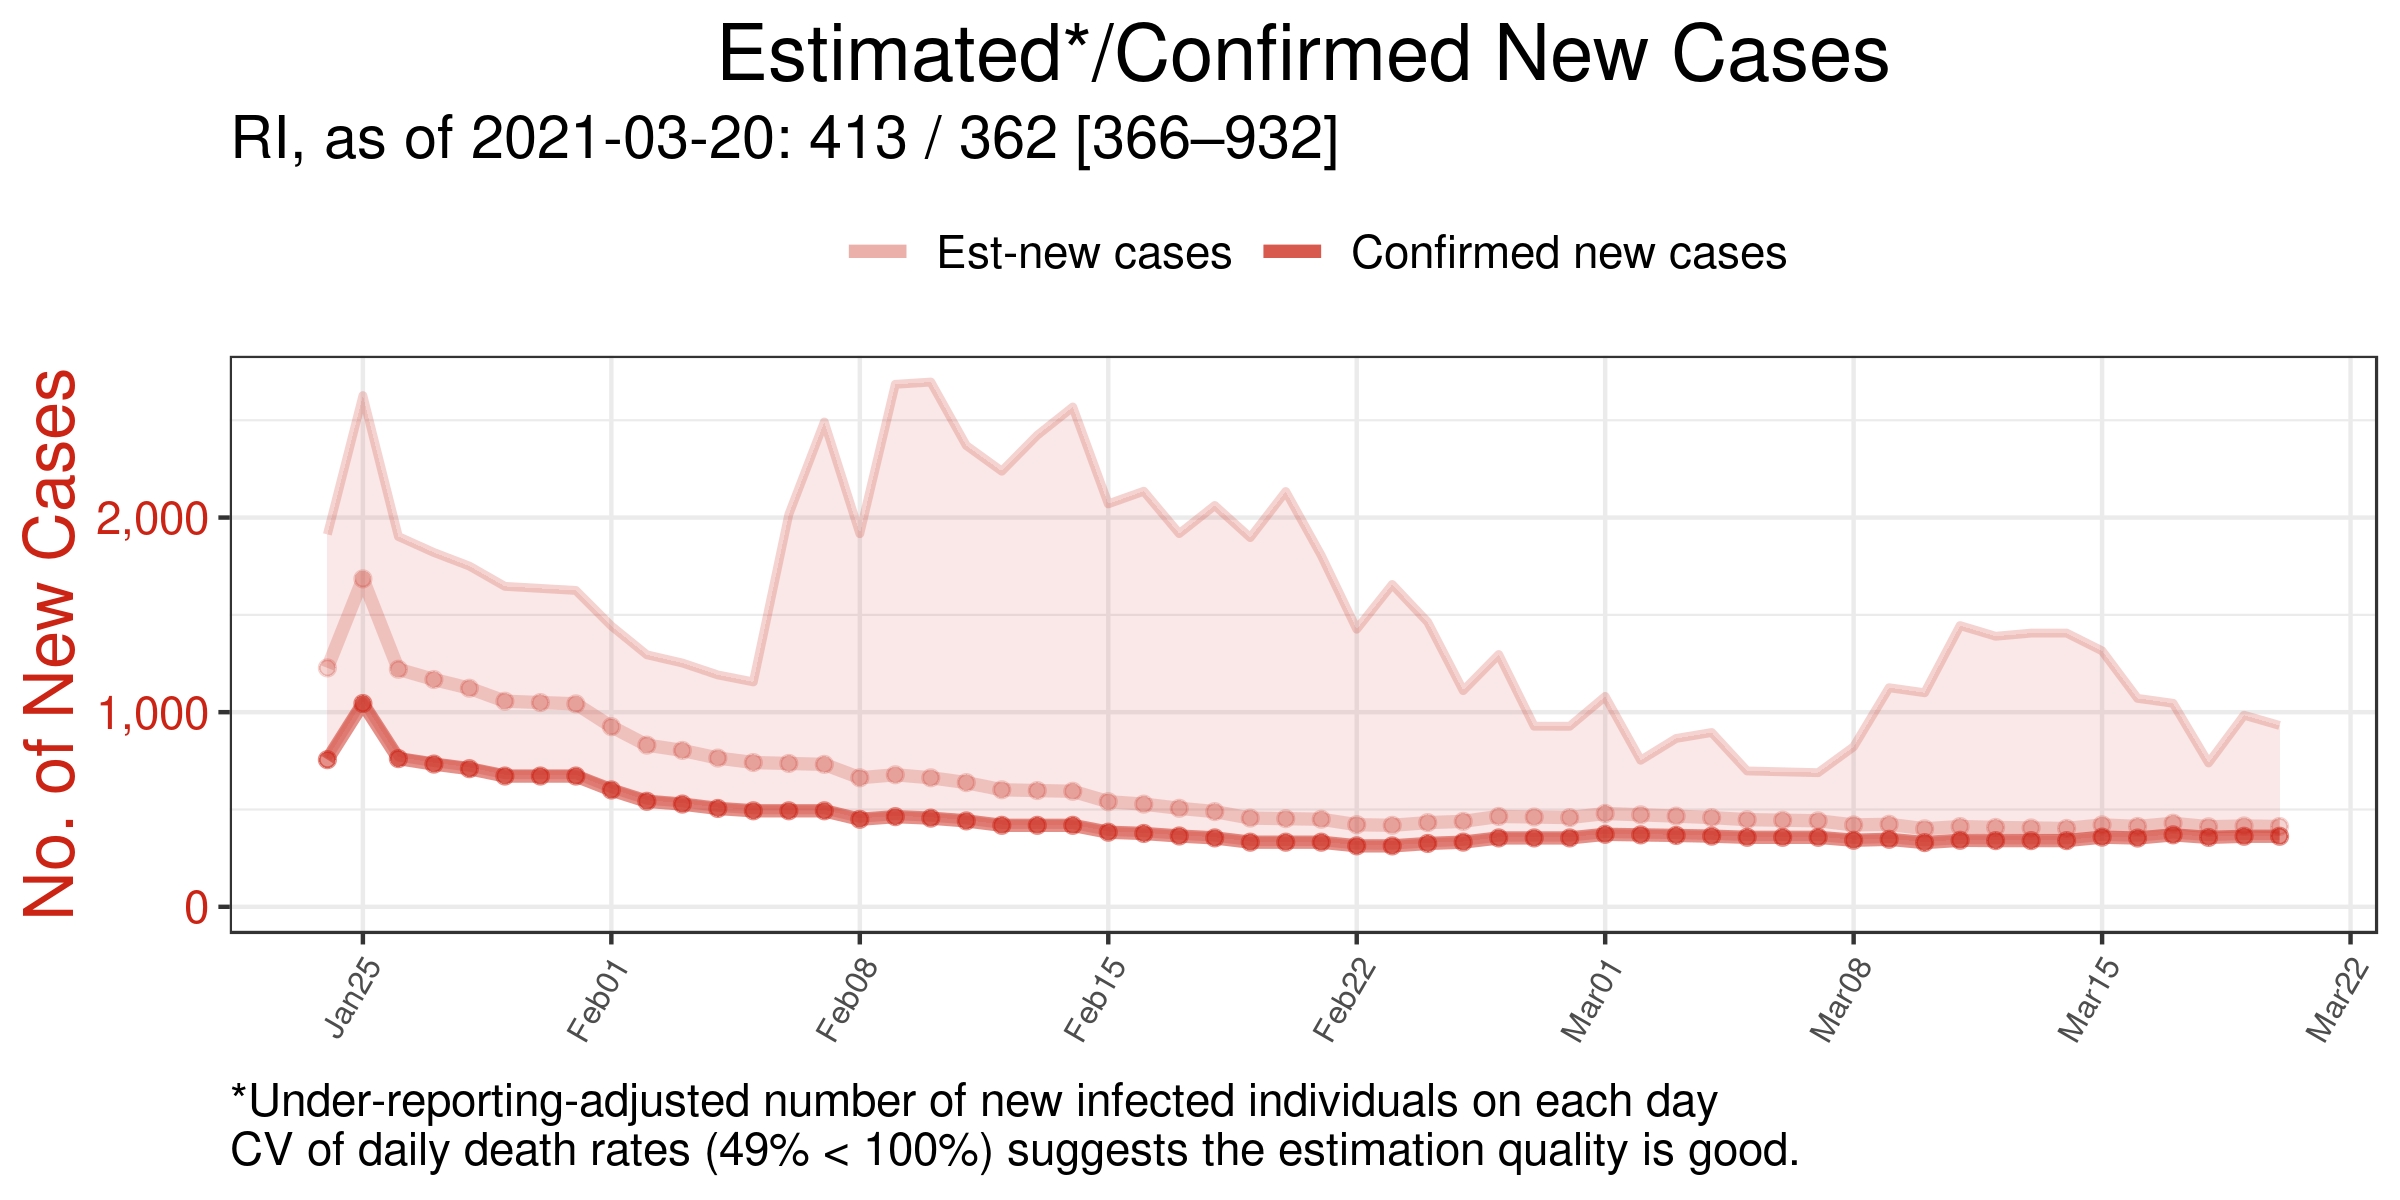 Estimated*/Confirmed New Cases
RI, as of 2021-03-20: 413 / 362 [366–932]
Est-new cases
Confirmed new cases
No. of New Cases
2,000
1,000
0
Jan25
Feb01
Feb08
Feb15
Feb22
Mar01
Mar08
Mar15
Mar22
*Under-reporting-adjusted number of new infected individuals on each day
CV of daily death rates (49% < 100%) suggests the estimation quality is good.